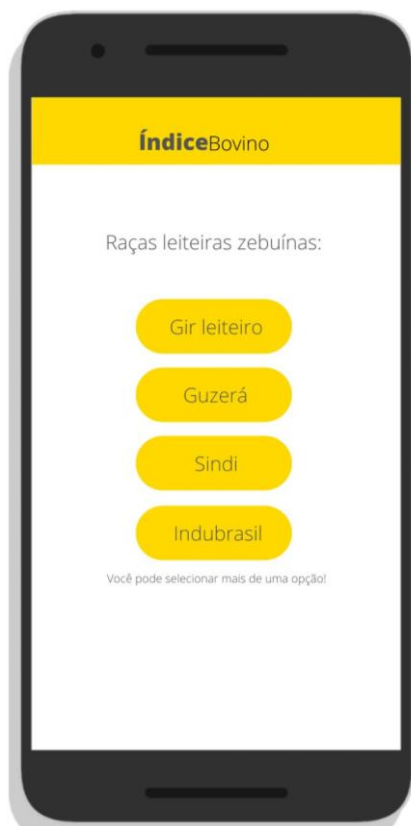 ÍndiceBovino
Raças leiteiras zebuínas:
Gir leiteiro
Guzerá
Sindi
Indubrasil
Você pode selecionar mais de uma opção!